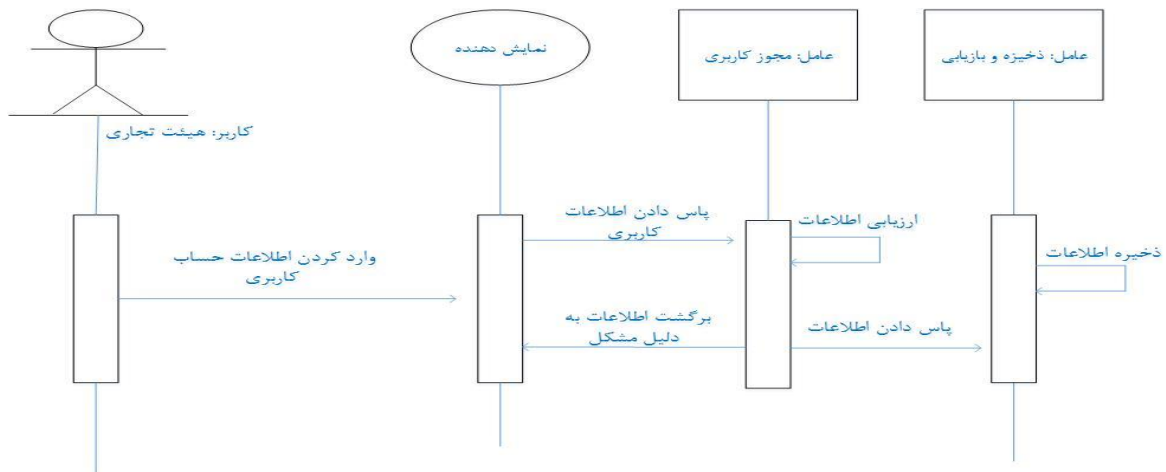 نمایش دهنده
عامل: مجوز کاربری
عامل: ذخیزه و بازیابی
کاربر: هیئت تجاری
پاس دادن اطلاعات
کاربری
ارزیابی اطلاعات
ذخیره اطلاعات
وارد کردن اطلاعات حساب
کاربری
برگشت اطلاعات به
دلیل مشکل
پاس دادن اطلاعات